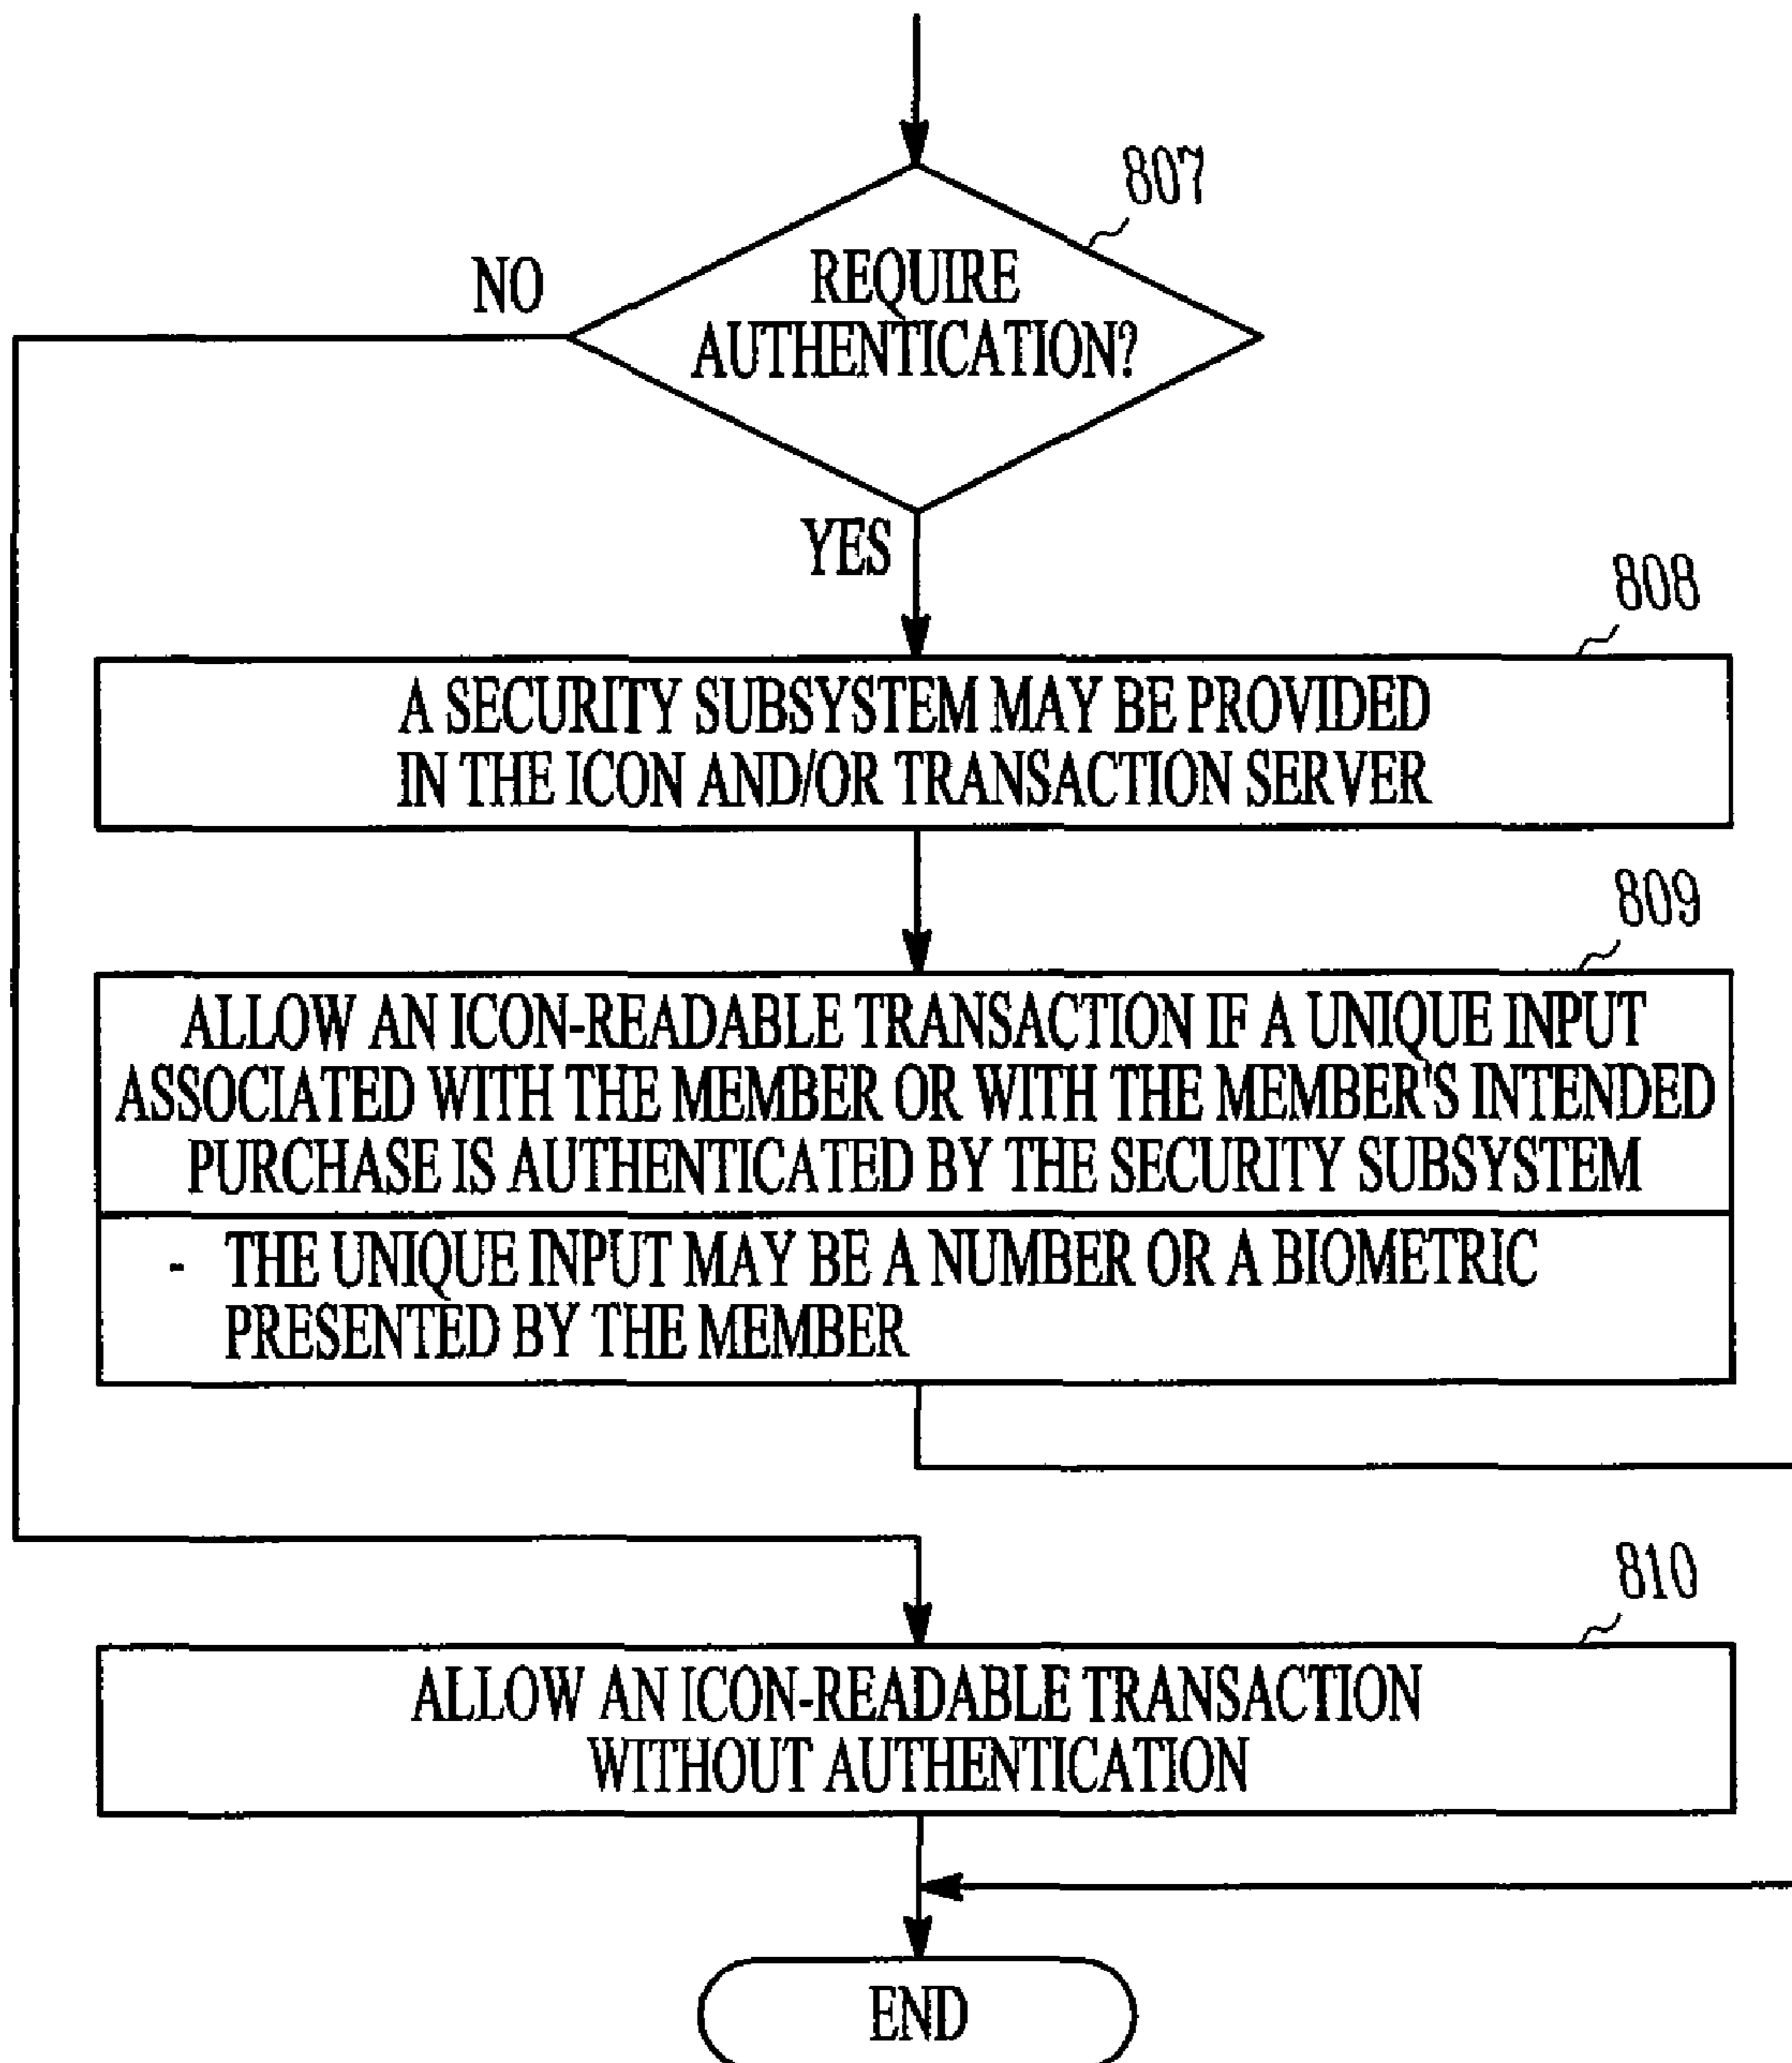 807
REQUIRE
AUTHENTICATION?
NO
YES
808
A SECURITY SUBSYSTEM MAY BE PROVIDED
IN THE ICON AND/OR TRANSACTION SERVER
809
ALLOW AN ICON-READABLE TRANSACTION IF A UNIQUE INPUT
ASSOCIATED WITH THE MEMBER OR WITH THE MEMBER'S INTENDED
PURCHASE IS AUTHENTICATED BY THE SECURITY SUBSYSTEM
- THE UNIQUE INPUT MAY BE A NUMBER OR A BIOMETRIC
PRESENTED BY THE MEMBER
810
ALLOW AN ICON-READABLE TRANSACTION
WITHOUT AUTHENTICATION
END